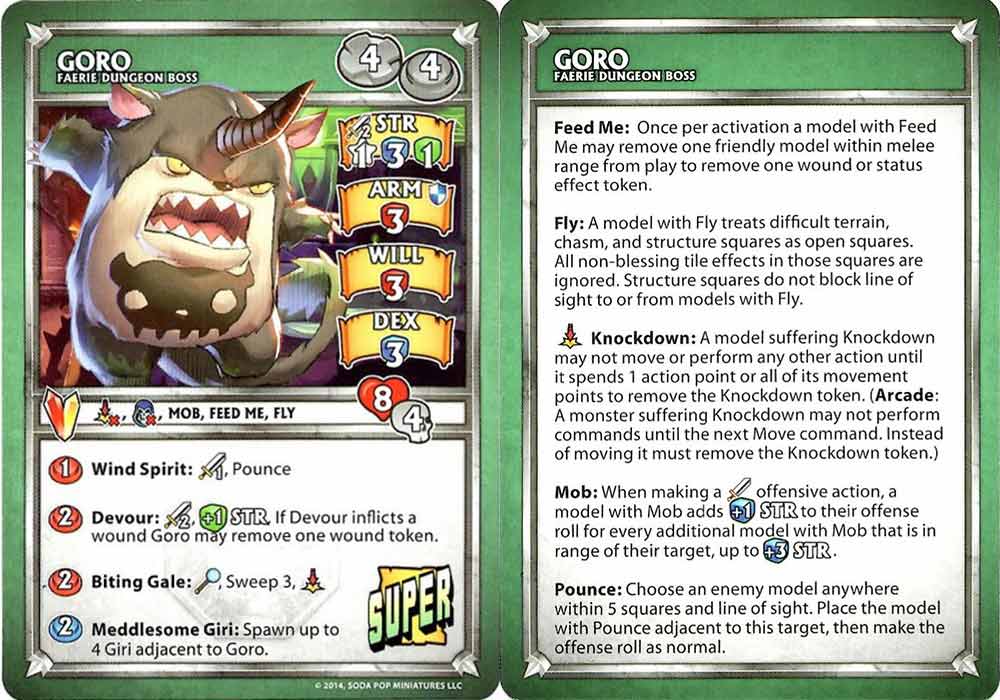 GORO
FAERIE DUNGEON BOSS
4 4
STR
2 1 3 1
ARM
3
WILL
3
DEX
3
8
4
, , MOB, FEED ME, FLY
1 Wind Spirit: 1, Pounce
2 Devour: 2, +1 STR. If Devour inflicts a
wound Goro may remove one wound token.
2 Biting Gale: , Sweep 3,
2 Meddlesome Giri: Spawn up to
4 Giri adjacent to Goro.
SUPER
© 2014, SODA POP MINIATURES LLC
GORO
FAERIE DUNGEON BOSS
Feed Me: Once per activation a model with Feed
Me may remove one friendly model within melee
range from play to remove one wound or status
effect token.
Fly: A model with Fly treats difficult terrain,
chasm, and structure squares as open squares.
All non-blessing tile effects in those squares are
ignored. Structure squares do not block line of
sight to or from models with Fly.
Knockdown: A model suffering Knockdown
may not move or perform any other action until
it spends 1 action point or all of its movement
points to remove the Knockdown token. (Arcade:
A monster suffering Knockdown may not perform
commands until the next Move command. Instead
of moving it must remove the Knockdown token.)
Mob: When making a offensive action, a
model with Mob adds +1 STR to their offense
roll for every additional model with Mob that is in
range of their target, up to +3 STR.
Pounce: Choose an enemy model anywhere
within 5 squares and line of sight. Place the model
with Pounce adjacent to this target, then make the
offense roll as normal.